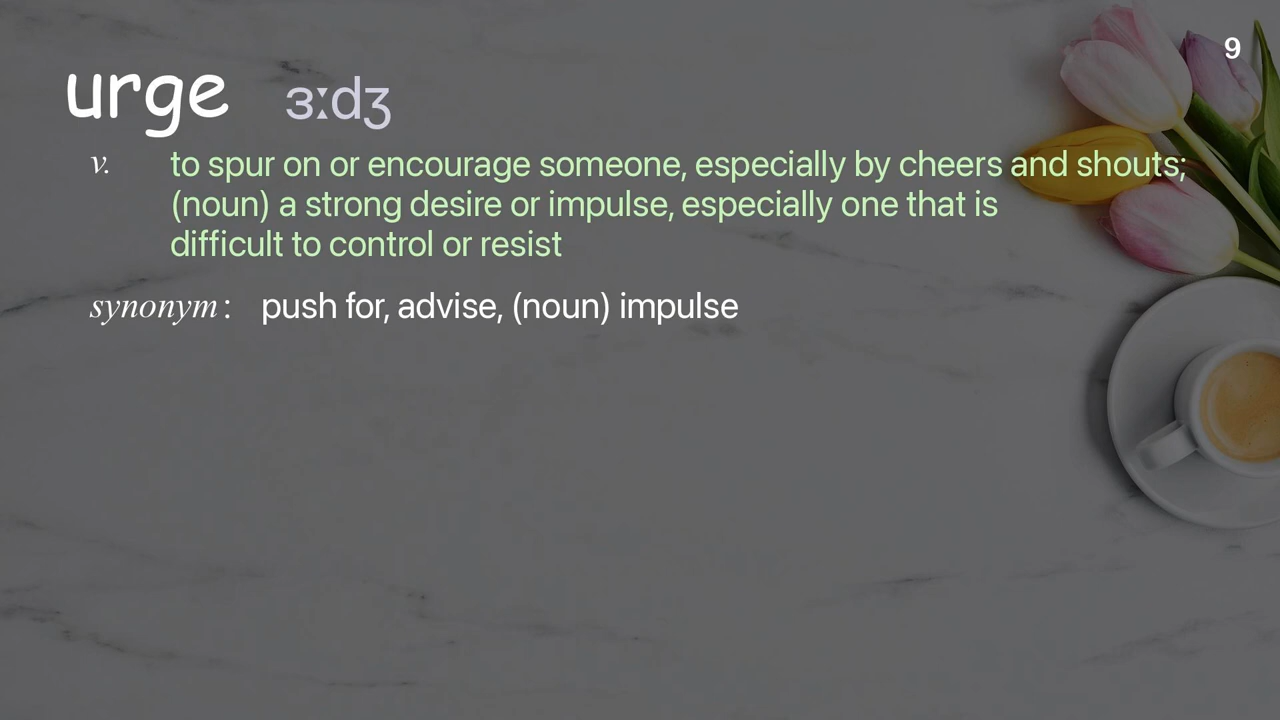 9
urge ɜːdʒ
v. to spur on or encourage someone, especially by cheers and shouts;
(noun) a strong desire or impulse, especially one that is
difficult to control or resist
synonym : push for, advise, (noun) impulse